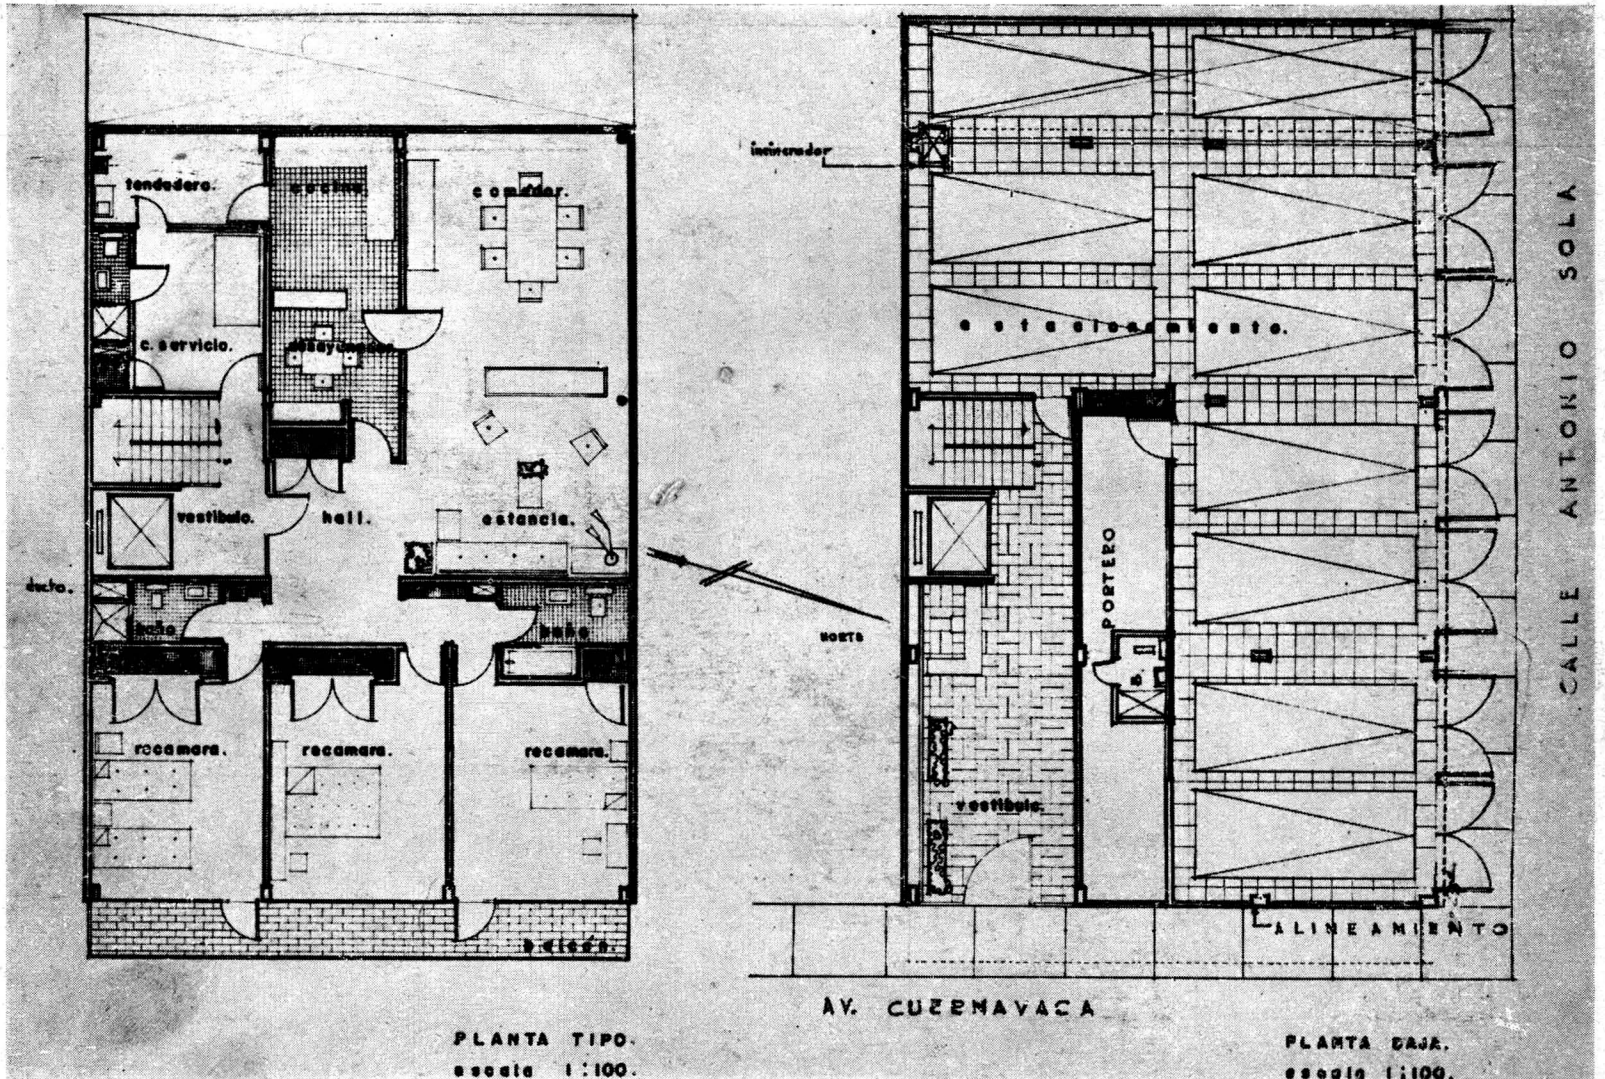 tendedero.
cocina.
comedor.
c. servicio.
desayunador.
vestibulo.
hall.
estancia.
ducto.
baño
baño
recamara.
recamara.
recamara.
balcón.
PLANTA TIPO.
escala 1:100.
NORTE
incinerador
estacionamiento.
PORTERO
B.
vestibulo.
ALINEAMIENTO
CALLE ANTONIO SOLA
AV. CUERNAVACA
PLANTA BAJA.
escala 1:100.